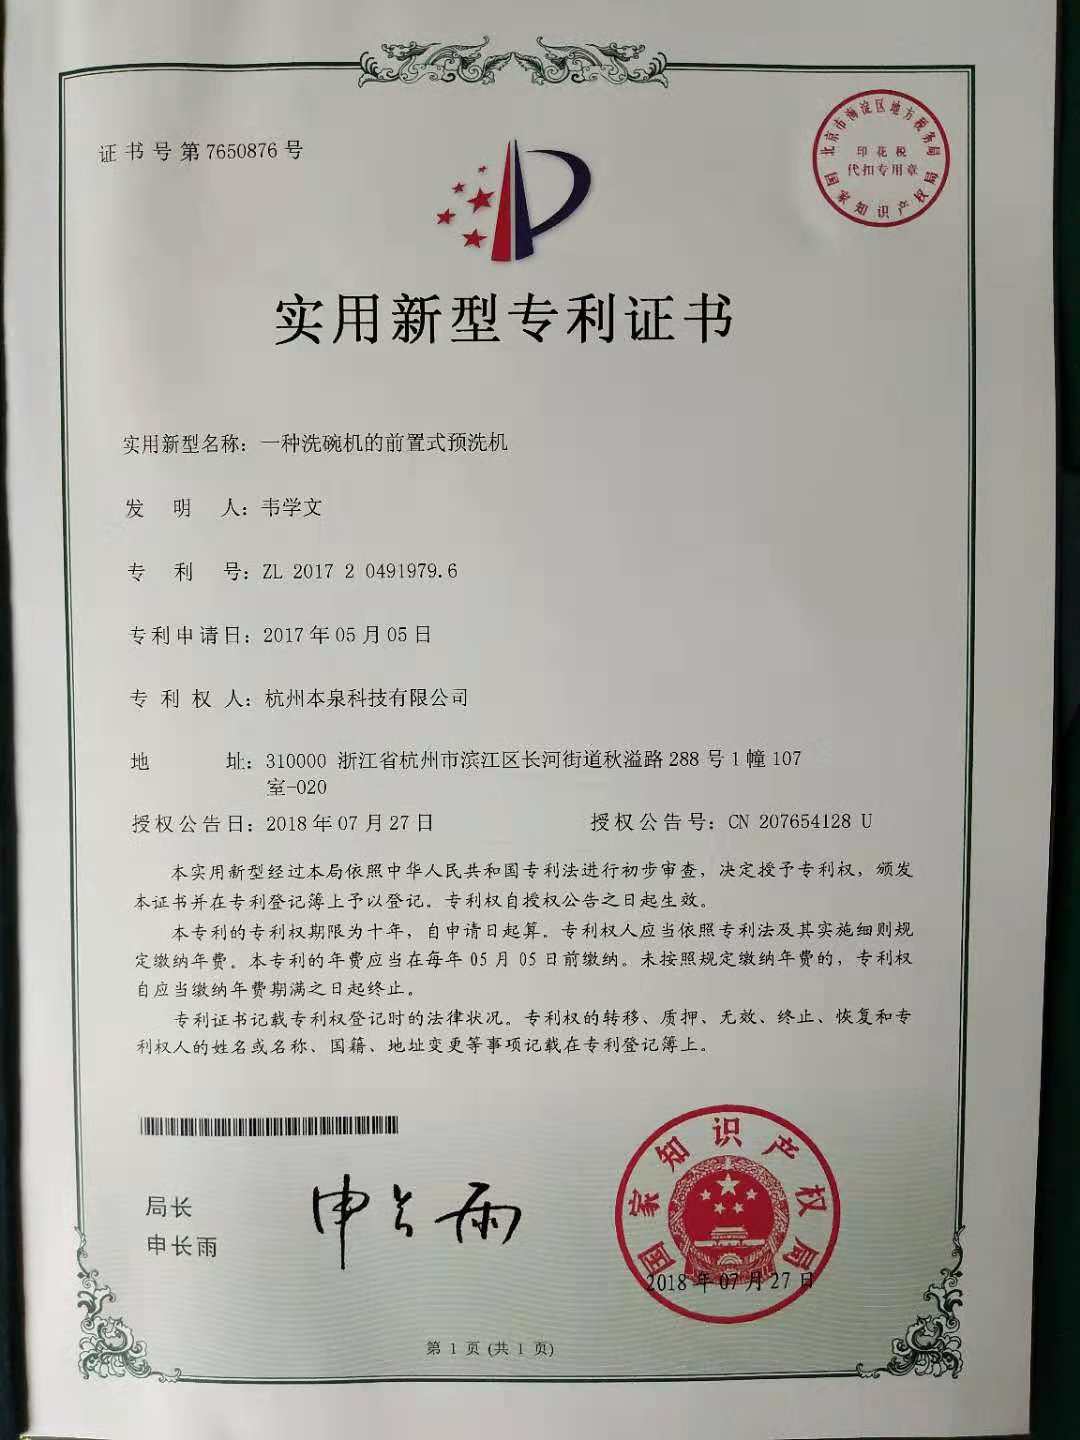 证书号第7650876号
北京市海淀区地方税务局
印花税
代扣专用章
国家知识产权局
实用新型专利证书
实用新型名称：一种洗碗机的前置式预洗机
发明人：韦学文
专利号：ZL 2017 2 0491979.6
专利申请日：2017年05月05日
专利权人：杭州本泉科技有限公司
地址：310000 浙江省杭州市滨江区长河街道秋溢路288号1幢107
室-020
授权公告日：2018年07月27日 授权公告号：CN 207654128 U
本实用新型经过本局依照中华人民共和国专利法进行初步审查，决定授予专利权，颁发
本证书并在专利登记簿上予以登记。专利权自授权公告之日起生效。
本专利的专利权期限为十年，自申请日起算。专利权人应当依照专利法及其实施细则规
定缴纳年费。本专利的年费应当在每年05月05日前缴纳。未按照规定缴纳年费的，专利权
自应当缴纳年费期满之日起终止。
专利证书记载专利权登记时的法律状况。专利权的转移、质押、无效、终止、恢复和专
利权人的姓名或名称、国籍、地址变更等事项记载在专利登记簿上。
局长
申长雨
申长雨
国家知识产权局
2018年07月27日
第 1 页 (共 1 页)